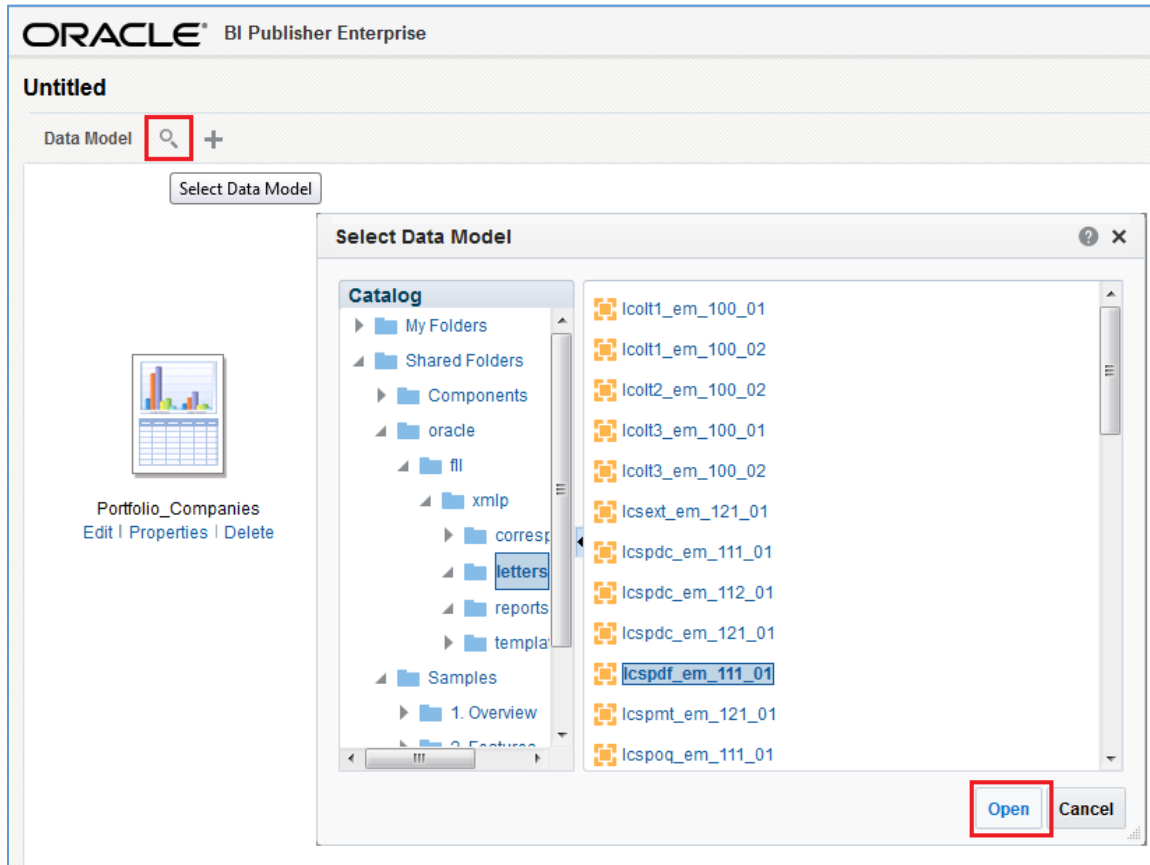 ORACLE® BI Publisher Enterprise
Untitled
Data Model
Select Data Model
Select Data Model
Catalog
My Folders
Shared Folders
Components
oracle
fll
xmlp
corresp
letters
reports
templa
Samples
1. Overview
2. Features
lcolt1_em_100_01
lcolt1_em_100_02
lcolt2_em_100_02
lcolt3_em_100_01
lcolt3_em_100_02
lcsext_em_121_01
lcspdc_em_111_01
lcspdc_em_112_01
lcspdc_em_121_01
lcspdf_em_111_01
lcspmt_em_121_01
lcspoq_em_111_01
Portfolio_Companies
Edit | Properties | Delete
Open Cancel